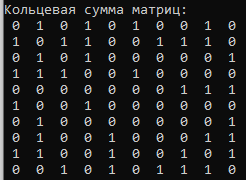 Кольцевая сумма матриц:
0 1 0 1 0 1 0 0 1 0
1 0 1 1 0 0 1 1 1 0
0 1 0 1 0 0 0 0 0 1
1 1 1 0 0 1 0 0 0 0
0 0 0 0 0 0 0 1 1 1
1 0 0 1 0 0 0 0 0 0
0 1 0 0 0 0 0 0 0 1
0 1 0 0 1 0 0 0 1 1
1 1 0 0 1 0 0 1 0 1
0 0 1 0 1 0 1 1 1 0